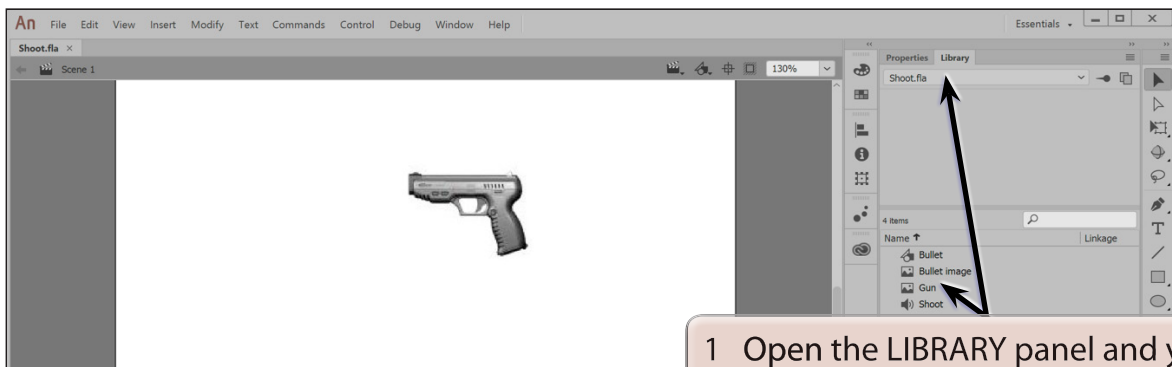 An File Edit View Insert Modify Text Commands Control Debug Window Help Essentials
Shoot.fla ×
Scene 1 130%
Properties Library
Shoot.fla
4 items
Name Linkage
Bullet
Bullet image
Gun
Shoot
1 Open the LIBRARY panel and y